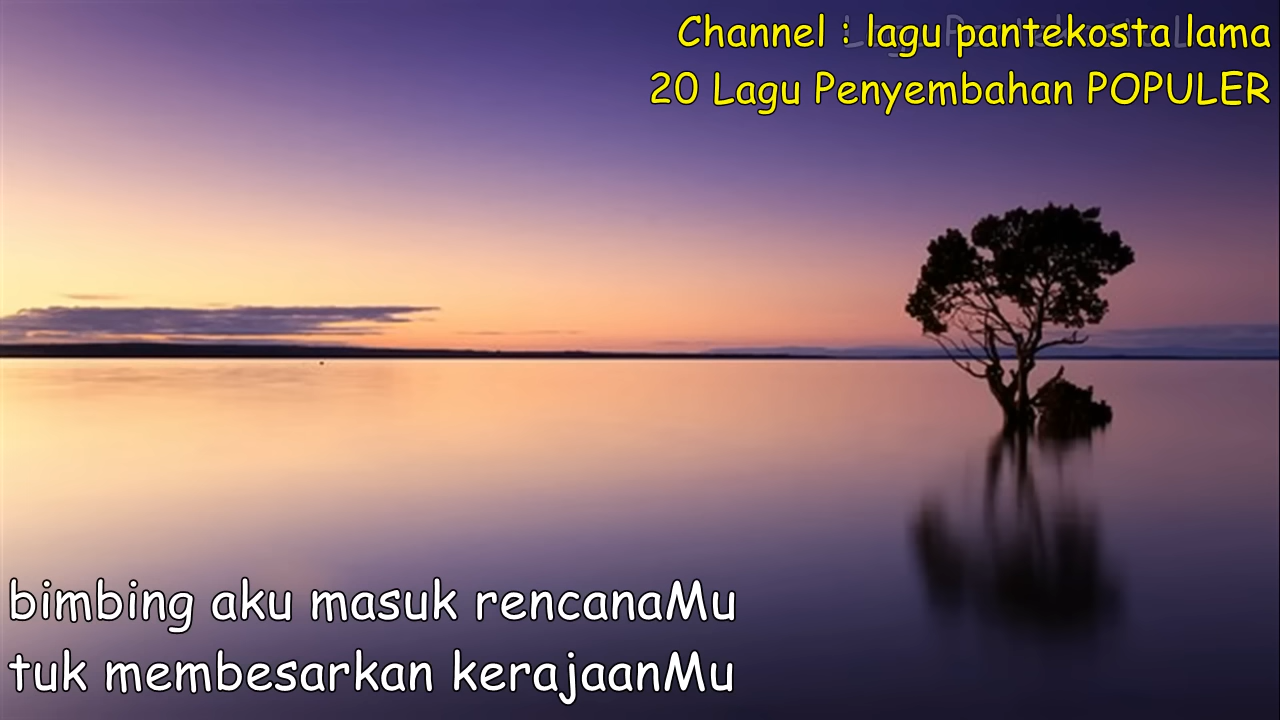 Channel : lagu pantekosta lama
20 Lagu Penyembahan POPULER
bimbing aku masuk rencanaMu
tuk membesarkan kerajaanMu